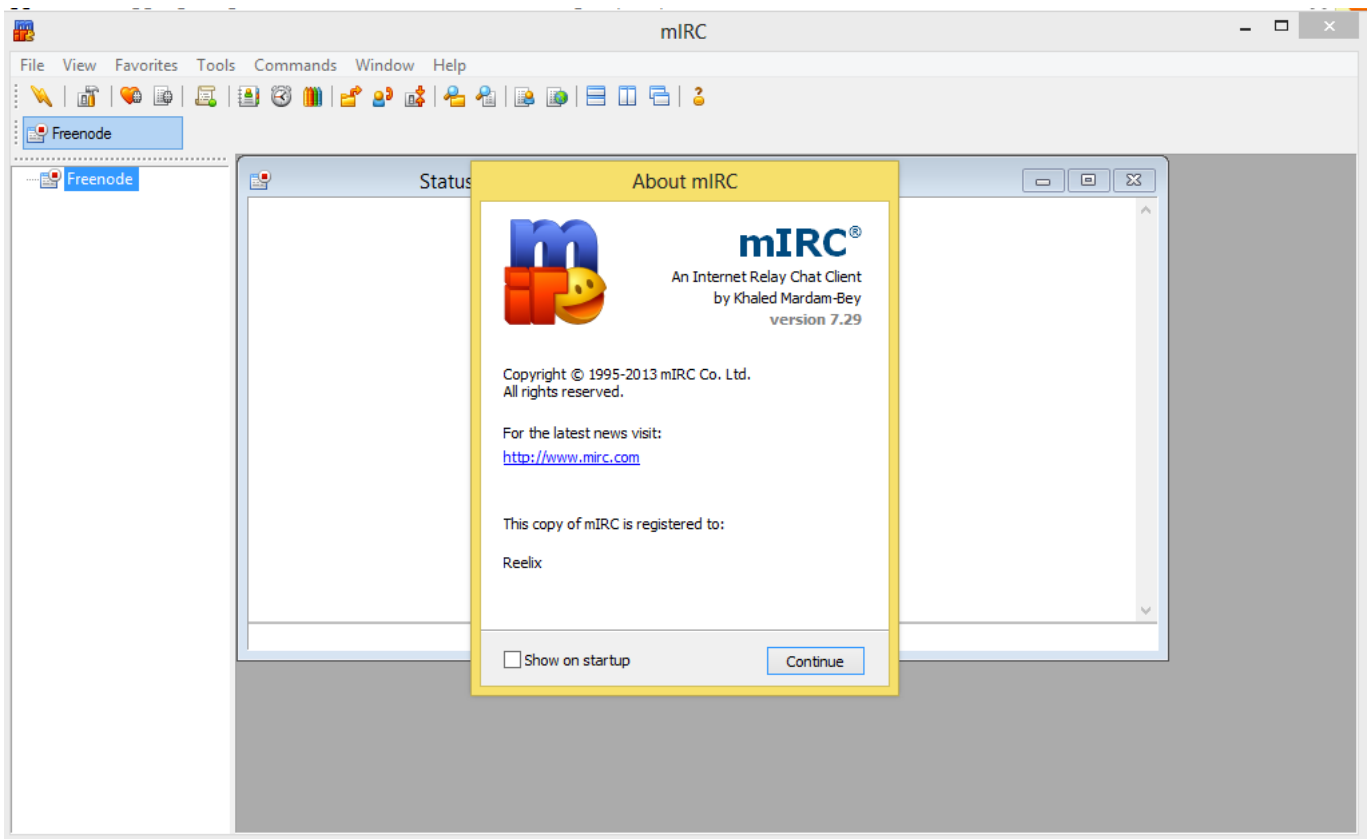 mIRC
File View Favorites Tools Commands Window Help
Freenode
Freenode
Status
About mIRC
mIRC®
An Internet Relay Chat Client
by Khaled Mardam-Bey
version 7.29
Copyright © 1995-2013 mIRC Co. Ltd.
All rights reserved.
For the latest news visit:
http://www.mirc.com
This copy of mIRC is registered to:
Reelix
Show on startup
Continue